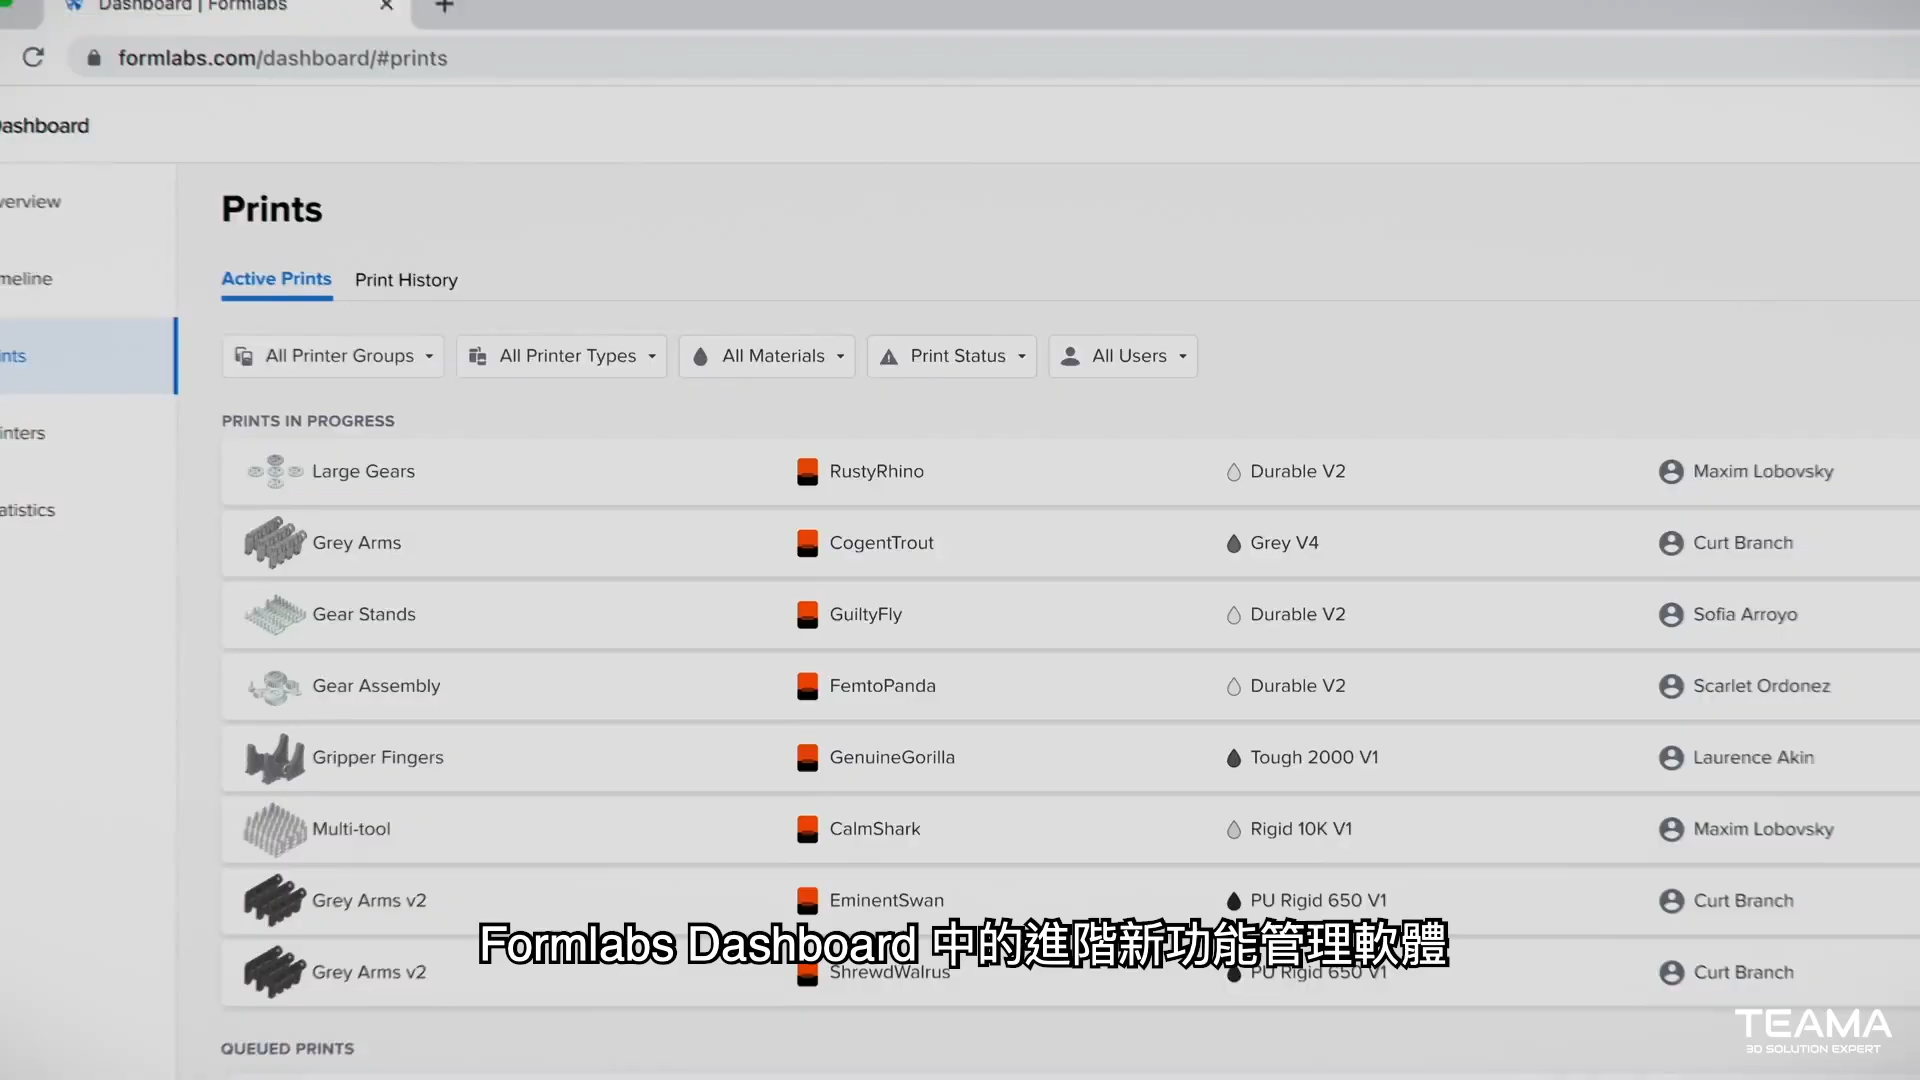 Dashboard | Formlabs
formlabs.com/dashboard/#prints
ashboard
verview
meline
nts
inters
atistics
Prints
Active Prints Print History
All Printer Groups All Printer Types All Materials Print Status All Users
PRINTS IN PROGRESS
Large Gears RustyRhino Durable V2 Maxim Lobovsky
Grey Arms CogentTrout Grey V4 Curt Branch
Gear Stands GuiltyFly Durable V2 Sofia Arroyo
Gear Assembly FemtoPanda Durable V2 Scarlet Ordonez
Gripper Fingers GenuineGorilla Tough 2000 V1 Laurence Akin
Multi-tool CalmShark Rigid 10K V1 Maxim Lobovsky
Grey Arms v2 EminentSwan PU Rigid 650 V1 Curt Branch
Formlabs Dashboard 中的進階新功能管理軟體
Grey Arms v2 ShrewdWalrus PU Rigid 650 V1 Curt Branch
QUEUED PRINTS
TEAMA
3D SOLUTION EXPERT